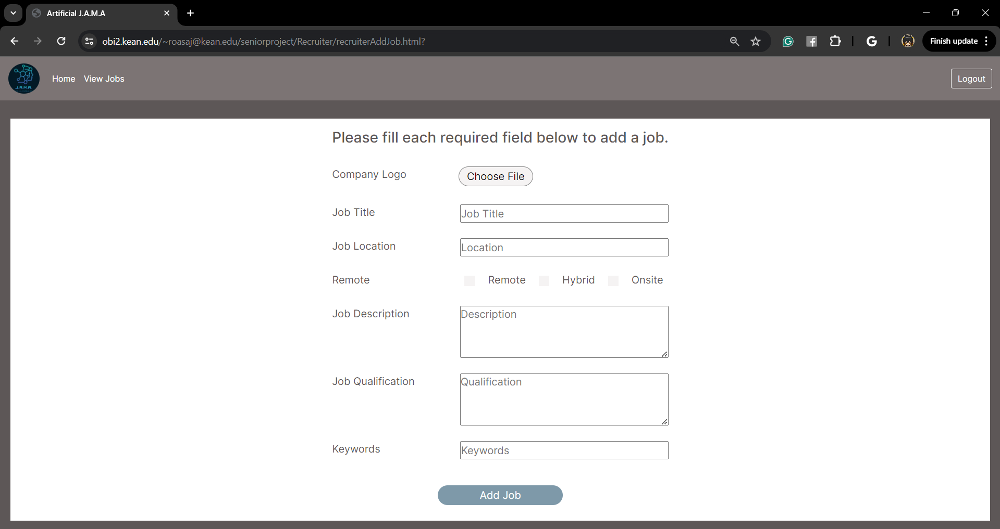 Artificial J.A.M.A
obi2.kean.edu/~roasaj@kean.edu/seniorproject/Recruiter/recruiterAddJob.html?
Finish update
J.A.M.A.
Home View Jobs
Logout
Please fill each required field below to add a job.
Company Logo Choose File
Job Title Job Title
Job Location Location
Remote Remote Hybrid Onsite
Job Description Description
Job Qualification Qualification
Keywords Keywords
Add Job